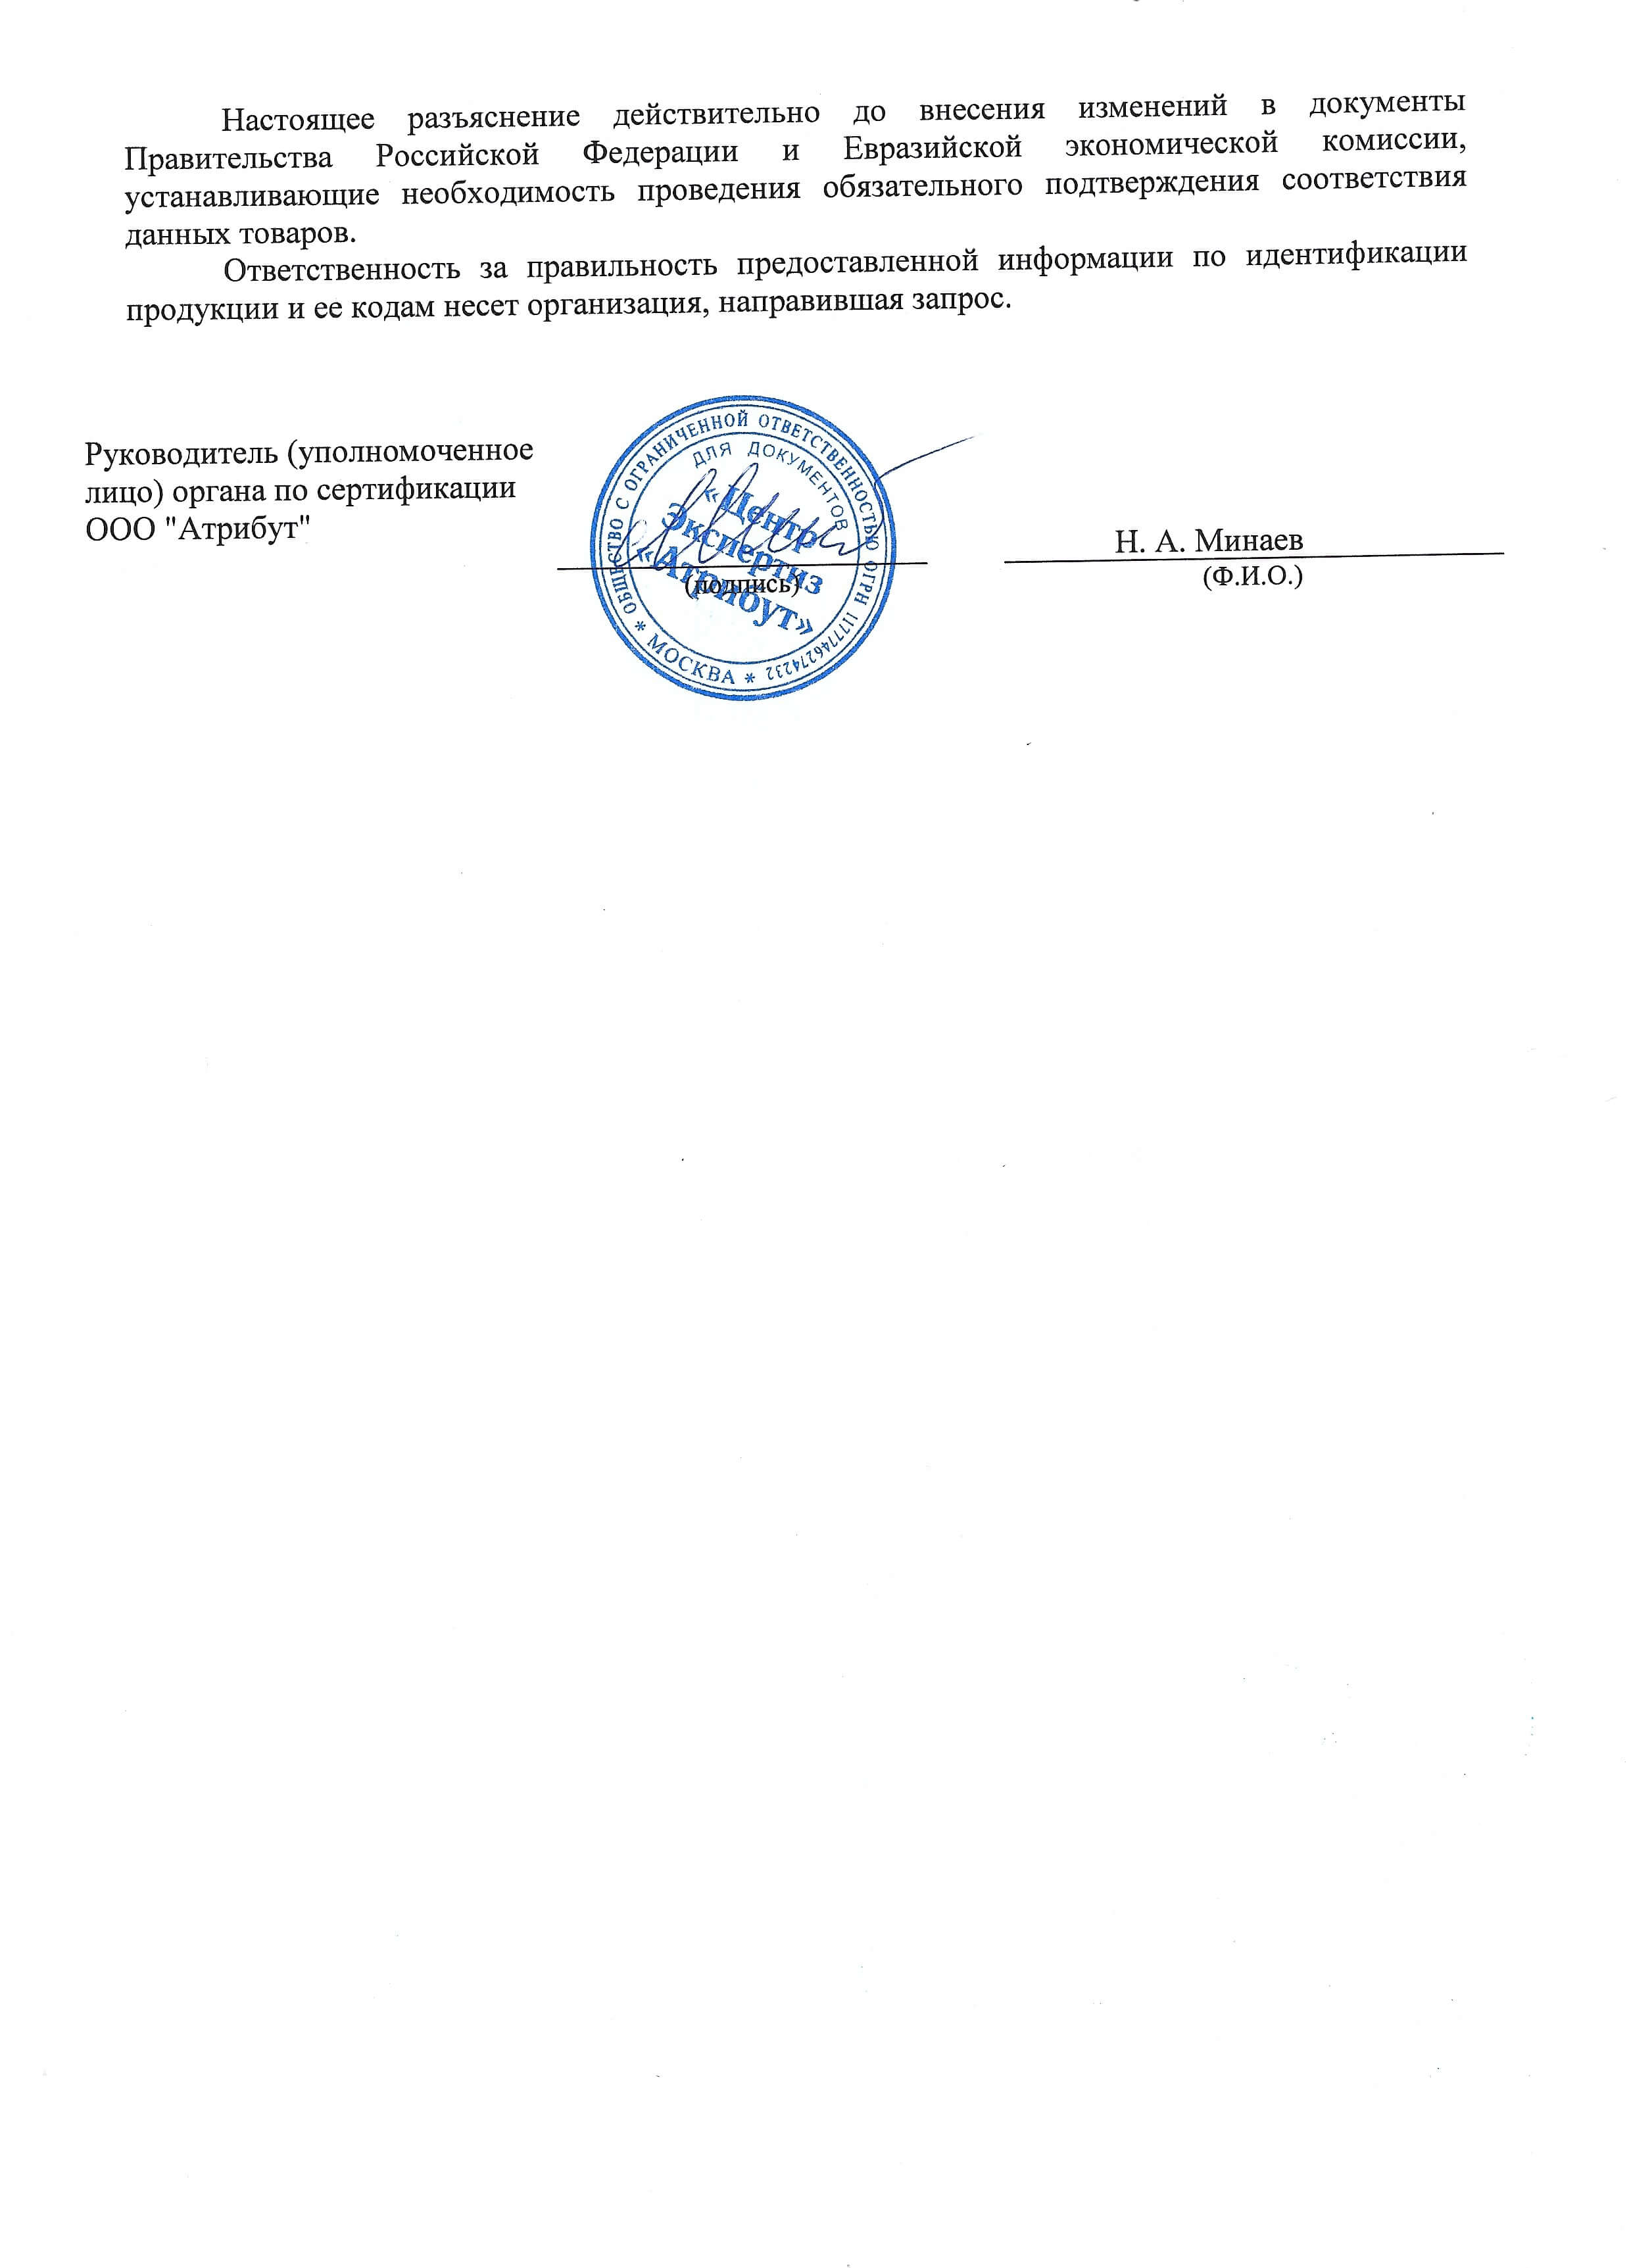 Настоящее разъяснение действительно до внесения изменений в документы
Правительства Российской Федерации и Евразийской экономической комиссии,
устанавливающие необходимость проведения обязательного подтверждения соответствия
данных товаров.
Ответственность за правильность предоставленной информации по идентификации
продукции и ее кодам несет организация, направившая запрос.
Руководитель (уполномоченное
лицо) органа по сертификации
ООО "Атрибут"
ОБЩЕСТВО С ОГРАНИЧЕННОЙ ОТВЕТСТВЕННОСТЬЮ ОГРН 1177746274232
* МОСКВА *
ДЛЯ ДОКУМЕНТОВ
«Центр
Экспертиз
«Атрибут»
(подпись)
Н. А. Минаев
(Ф.И.О.)